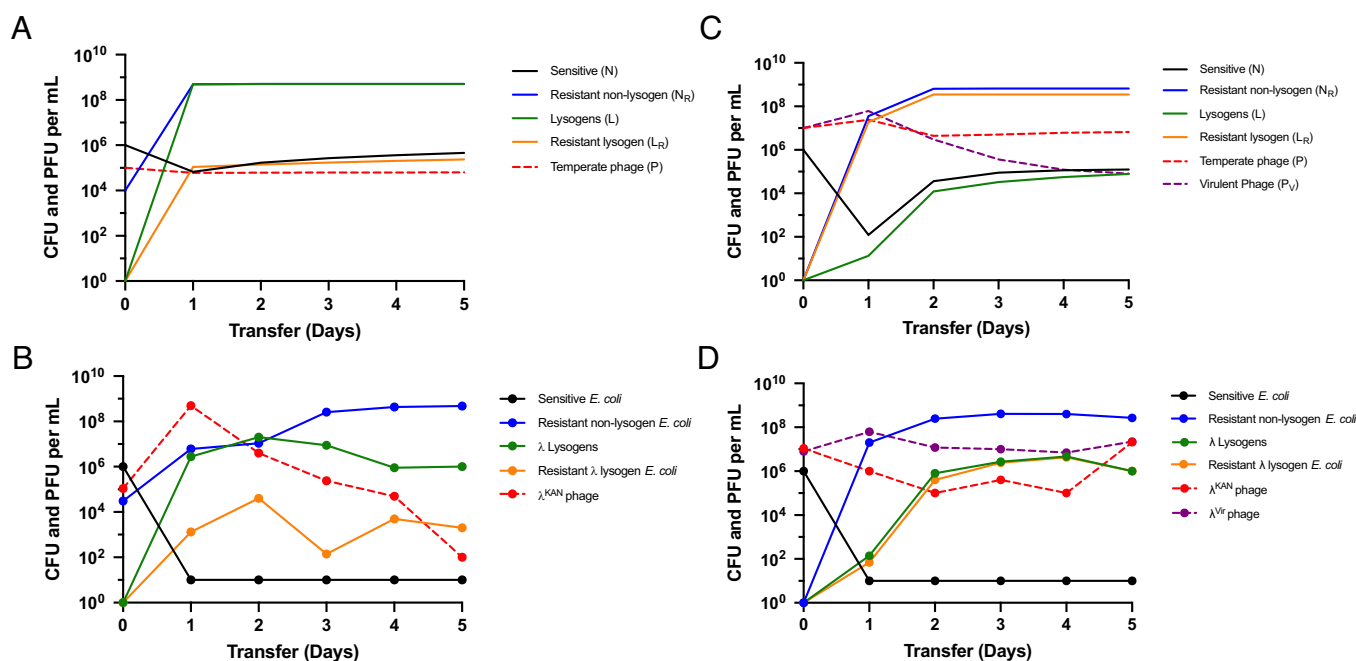 A
CFU and PFU per mL
10^10
10^8
10^6
10^4
10^2
10^0
0 1 2 3 4 5
Transfer (Days)
Sensitive (N)
Resistant non-lysogen (N_R)
Lysogens (L)
Resistant lysogen (L_R)
Temperate phage (P)
C
CFU and PFU per mL
10^10
10^8
10^6
10^4
10^2
10^0
0 1 2 3 4 5
Transfer (Days)
Sensitive (N)
Resistant non-lysogen (N_R)
Lysogens (L)
Resistant lysogen (L_R)
Temperate phage (P)
Virulent Phage (P_V)
B
CFU and PFU per mL
10^10
10^8
10^6
10^4
10^2
10^0
0 1 2 3 4 5
Transfer (Days)
Sensitive E. coli
Resistant non-lysogen E. coli
λ Lysogens
Resistant λ lysogen E. coli
λ^KAN phage
D
CFU and PFU per mL
10^10
10^8
10^6
10^4
10^2
10^0
0 1 2 3 4 5
Transfer (Days)
Sensitive E. coli
Resistant non-lysogen E. coli
λ Lysogens
Resistant λ lysogen E. coli
λ^KAN phage
λ^Vir phage